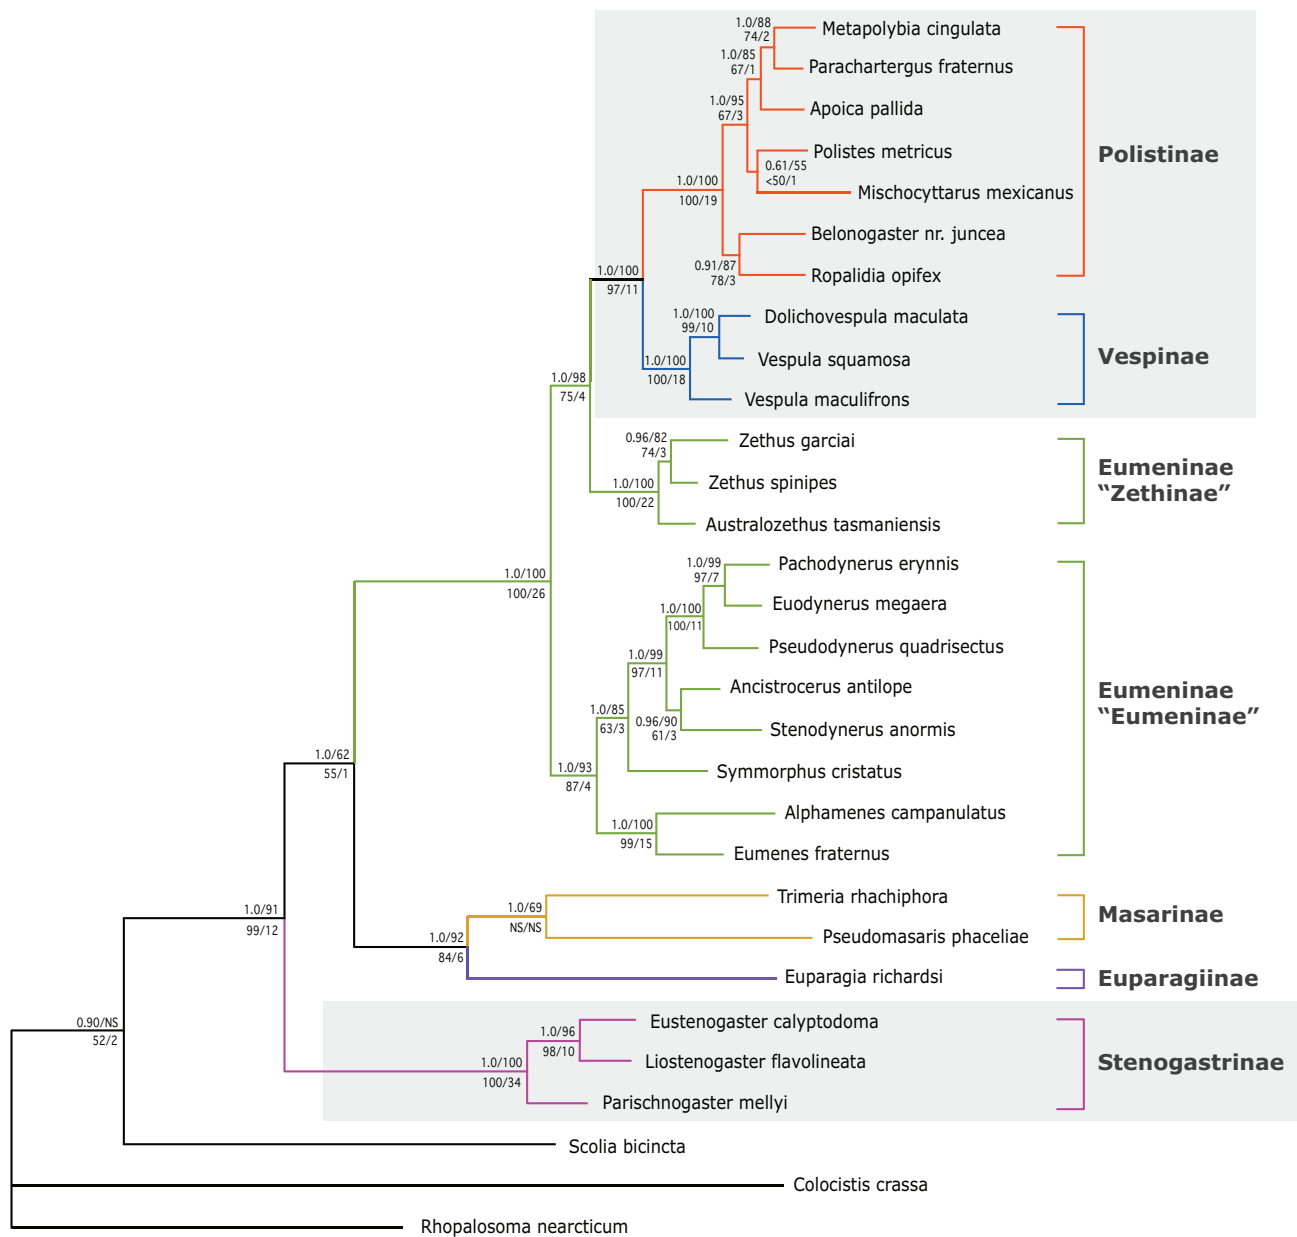 1.0/88
74/2
Metapolybia cingulata
1.0/85
67/1
Parachartergus fraternus
1.0/95
67/3
Apoica pallida
Polistes metricus
0.61/55
<50/1
Mischocyttarus mexicanus
Polistinae
1.0/100
100/19
Belonogaster nr. juncea
0.91/87
78/3
Ropalidia opifex
1.0/100
97/11
1.0/100
99/10
Dolichovespula maculata
Vespula squamosa
1.0/100
100/18
Vespula maculifrons
Vespinae
1.0/98
75/4
0.96/82
74/3
Zethus garciai
Zethus spinipes
1.0/100
100/22
Australozethus tasmaniensis
Eumeninae
“Zethinae”
1.0/100
100/26
1.0/99
97/7
Pachodynerus erynnis
Euodynerus megaera
1.0/100
100/11
Pseudodynerus quadrisectus
1.0/99
97/11
Ancistrocerus antilope
0.96/90
61/3
Stenodynerus anormis
1.0/85
63/3
Symmorphus cristatus
1.0/93
87/4
Alphamenes campanulatus
1.0/100
99/15
Eumenes fraternus
Eumeninae
“Eumeninae”
1.0/62
55/1
1.0/69
NS/NS
Trimeria rhachiphora
Pseudomasaris phaceliae
Masarinae
1.0/92
84/6
Euparagia richardsi
Euparagiinae
1.0/91
99/12
Eustenogaster calyptodoma
1.0/96
98/10
Liostenogaster flavolineata
1.0/100
100/34
Parischnogaster mellyi
Stenogastrinae
0.90/NS
52/2
Scolia bicincta
Colocistis crassa
Rhopalosoma nearcticum